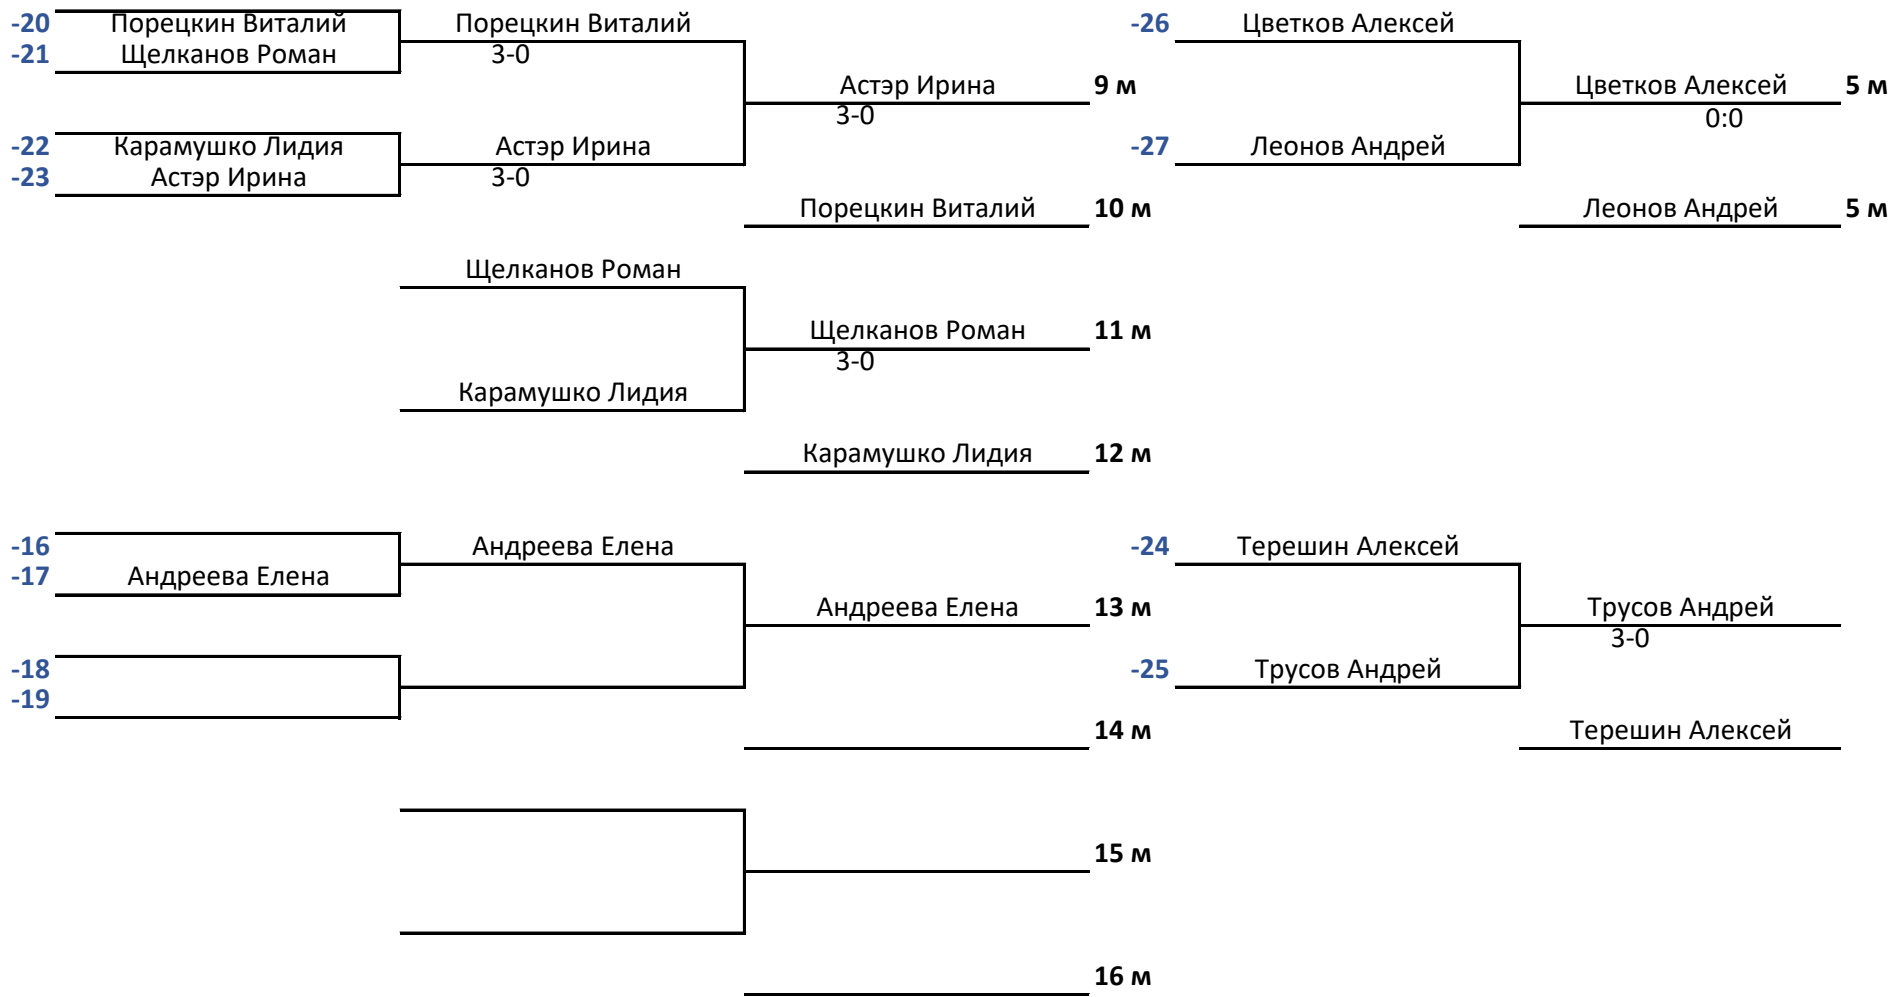 -20 Порецкин Виталий Порецкин Виталий -26 Цветков Алексей
-21 Щелканов Роман 3-0
Астэр Ирина 9 м Цветков Алексей 5 м
3-0 0:0
-22 Карамушко Лидия Астэр Ирина -27 Леонов Андрей
-23 Астэр Ирина 3-0
Порецкин Виталий 10 м Леонов Андрей 5 м
Щелканов Роман
Щелканов Роман 11 м
3-0
Карамушко Лидия
Карамушко Лидия 12 м
-16 Андреева Елена -24 Терешин Алексей
-17 Андреева Елена
Андреева Елена 13 м Трусов Андрей
3-0
-18 -25 Трусов Андрей
-19
14 м Терешин Алексей
15 м
16 м